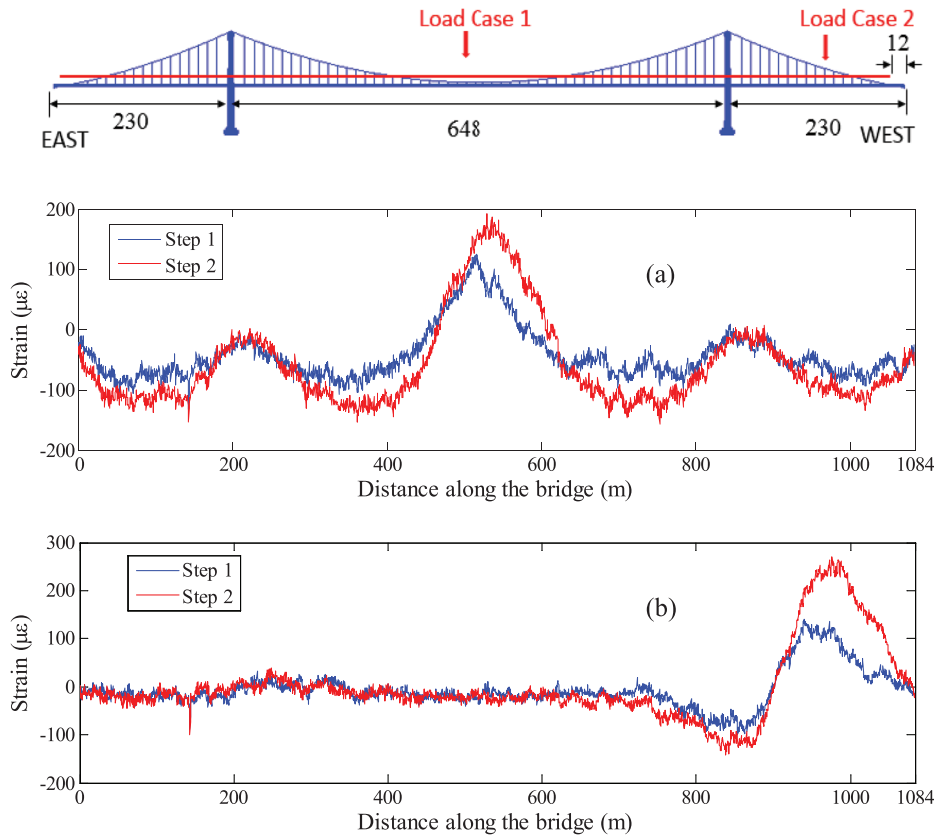 Load Case 1
Load Case 2
12
230
648
230
EAST
WEST
200
100
0
-100
-200
Strain (με)
Step 1
Step 2
(a)
0
200
400
600
800
1000
1084
Distance along the bridge (m)
300
200
100
0
-100
-200
Strain (με)
Step 1
Step 2
(b)
0
200
400
600
800
1000
1084
Distance along the bridge (m)